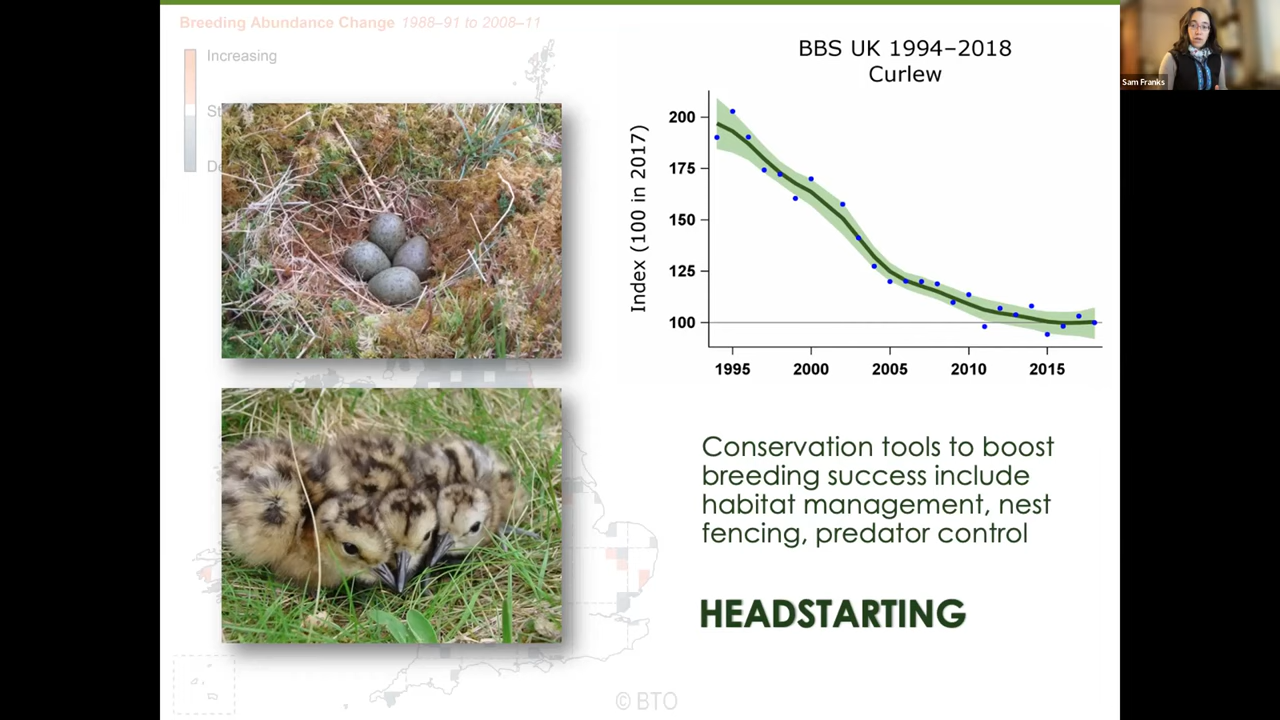 Breeding Abundance Change 1988–91 to 2008–11
Increasing
St
De
BBS UK 1994–2018
Curlew
Index (100 in 2017)
200
175
150
125
100
1995
2000
2005
2010
2015
Conservation tools to boost
breeding success include
habitat management, nest
fencing, predator control
HEADSTARTING
© BTO
Sam Franks